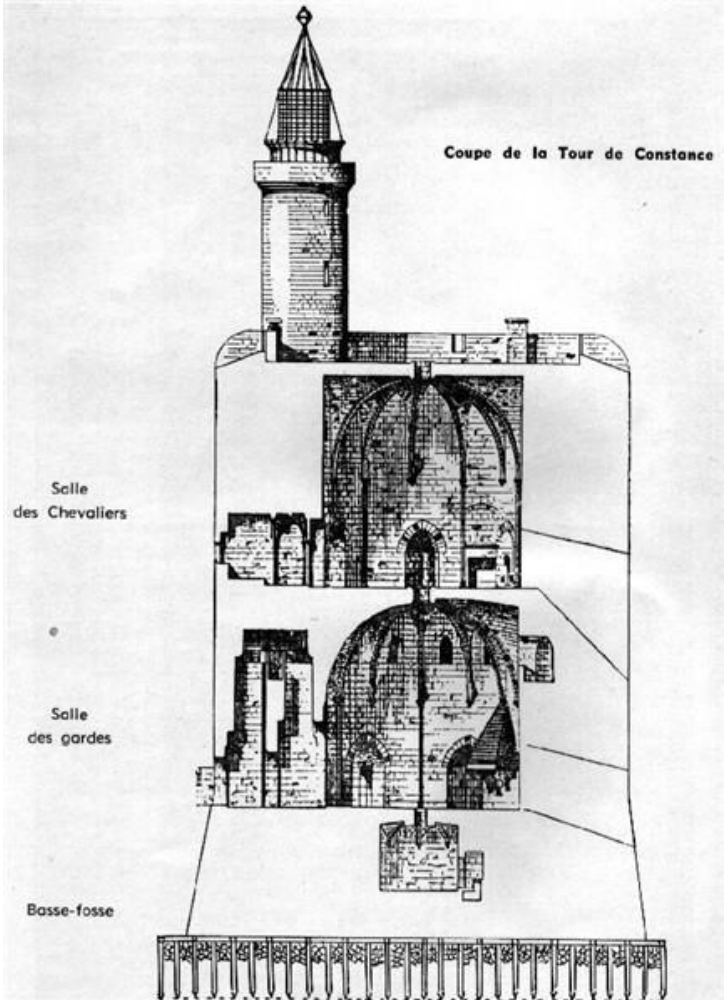 Coupe de la Tour de Constance
Salle
des Chevaliers
e
Salle
des gardes
Basse-fosse